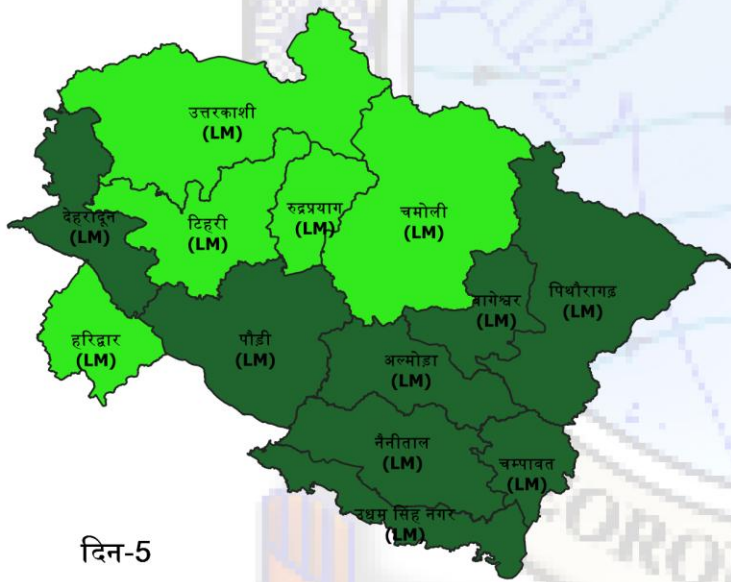 उत्तरकाशी
(LM)
देहरादून
(LM)
टिहरी
(LM)
रुद्रप्रयाग
(LM)
चमोली
(LM)
हरिद्वार
(LM)
पौड़ी
(LM)
बागेश्वर
(LM)
पिथौरागढ़
(LM)
अल्मोड़ा
(LM)
नैनीताल
(LM)
चम्पावत
(LM)
उधम सिंह नगर
(LM)
दिन-5